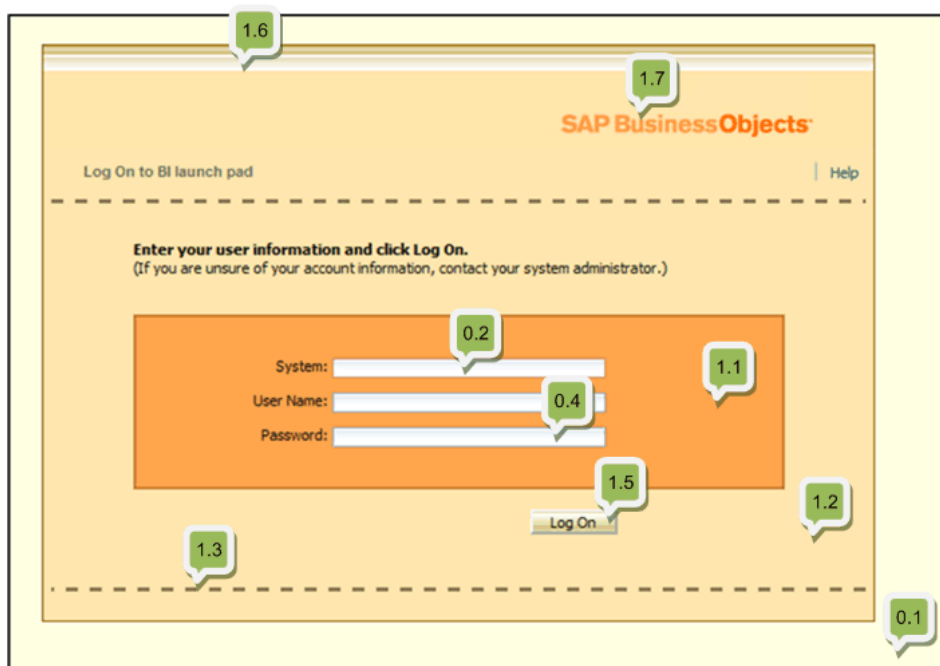 1.6
1.7
SAP BusinessObjects
Log On to BI launch pad
Help
Enter your user information and click Log On.
(If you are unsure of your account information, contact your system administrator.)
0.2
System:
1.1
User Name:
0.4
Password:
1.5
1.2
Log On
1.3
0.1